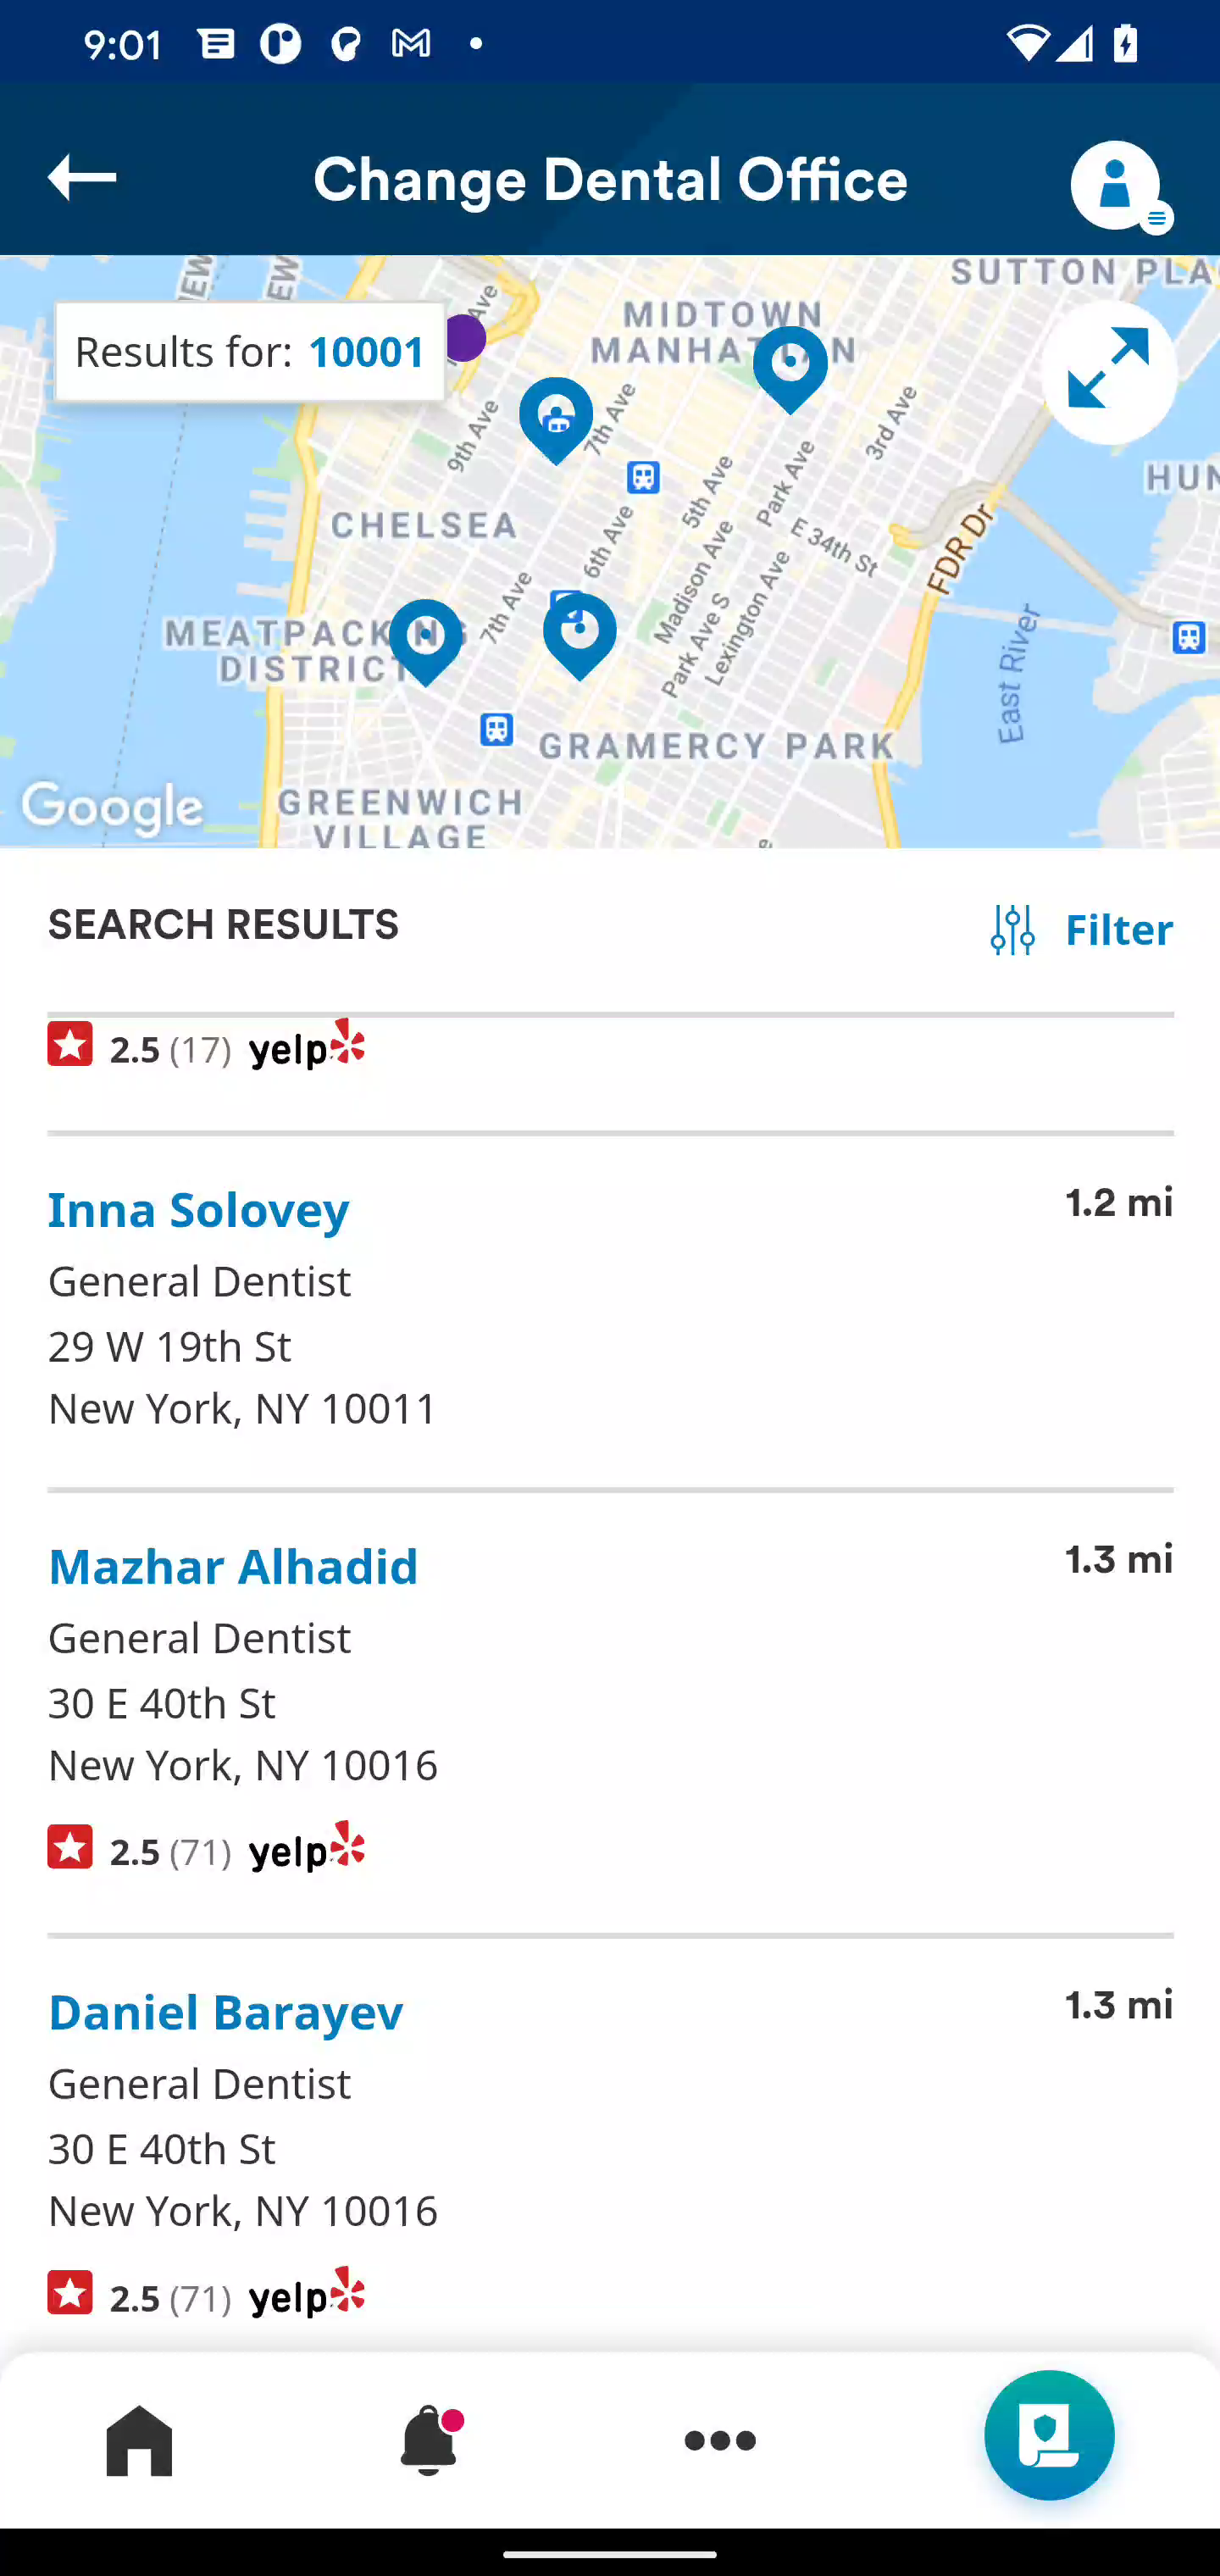 9:01
Change Dental Office
SUTTON PLA
MIDTOWN
MANHATTAN
Results for: 10001
9th Ave
7th Ave
3rd Ave
HUN
CHELSEA
5th Ave
Park Ave
E 34th St
6th Ave
FDR Dr
Madison Ave
7th Ave
Lexington Ave
Park Ave S
MEATPACKING
DISTRICT
East River
GRAMERCY PARK
Google
GREENWICH
VILLAGE
SEARCH RESULTS
Filter
2.5 (17) yelp
Inna Solovey
1.2 mi
General Dentist
29 W 19th St
New York, NY 10011
Mazhar Alhadid
1.3 mi
General Dentist
30 E 40th St
New York, NY 10016
2.5 (71) yelp
Daniel Barayev
1.3 mi
General Dentist
30 E 40th St
New York, NY 10016
2.5 (71) yelp